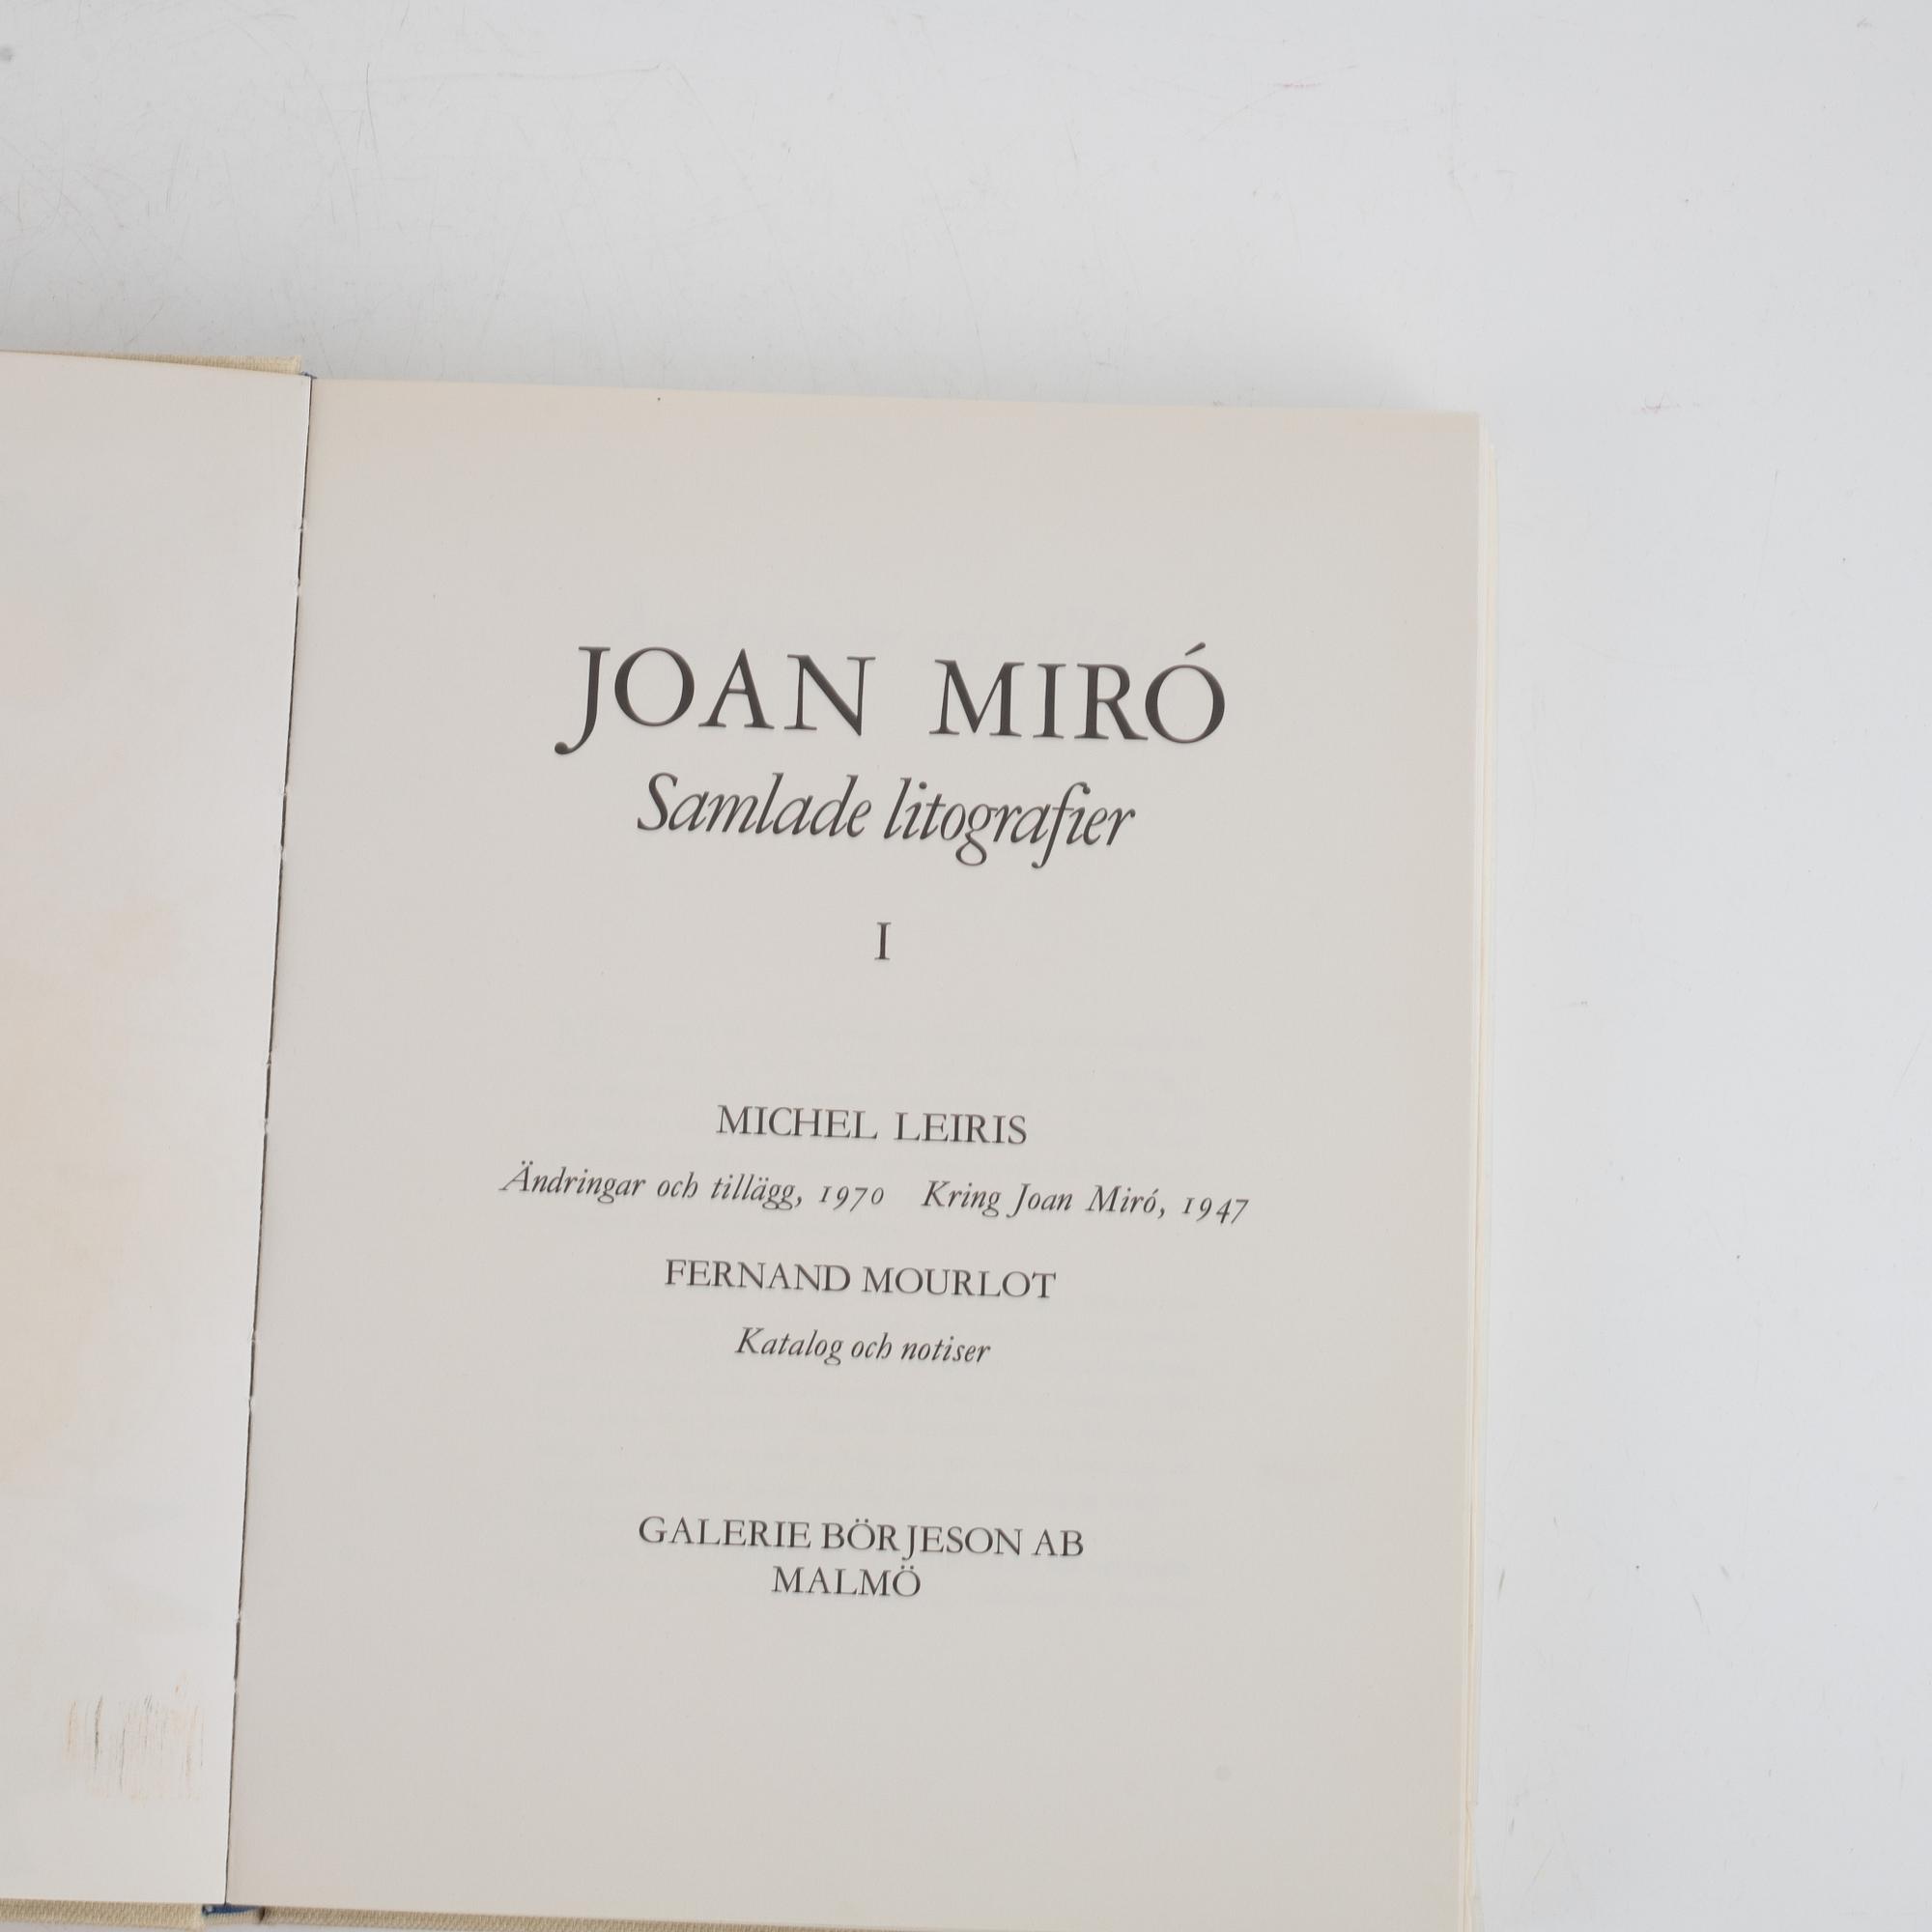 JOAN MIRÓ
Samlade litografier
I
MICHEL LEIRIS
Ändringar och tillägg, 1970 Kring Joan Miró, 1947
FERNAND MOURLOT
Katalog och notiser
GALERIE BÖRJESON AB
MALMÖ